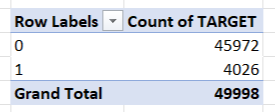 Row Labels Count of TARGET
0 45972
1 4026
Grand Total 49998